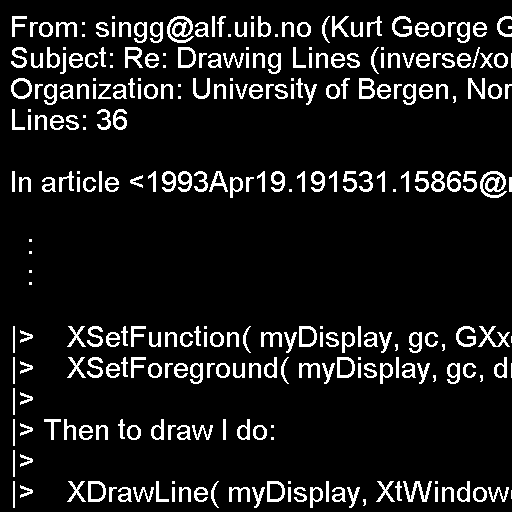 From: singg@alf.uib.no (Kurt George G
Subject: Re: Drawing Lines (inverse/xo
Organization: University of Bergen, Nor
Lines: 36

In article <1993Apr19.191531.15865@

  :
  :

|>    XSetFunction( myDisplay, gc, GXx
|>    XSetForeground( myDisplay, gc, d
|>
|> Then to draw I do:
|>
|>    XDrawLine( myDisplay, XtWindow